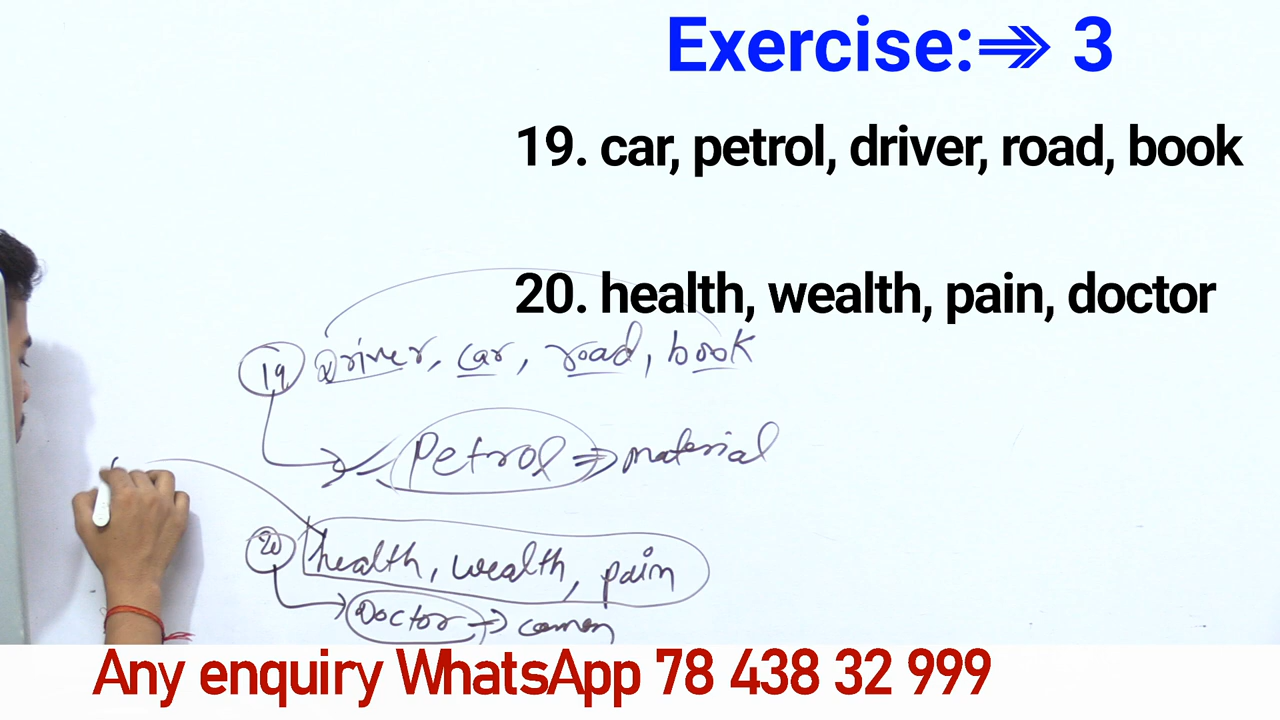 Exercise:⇛ 3
19. car, petrol, driver, road, book
20. health, wealth, pain, doctor
19 Driver, car, road, book
Petrol ⇒ material
20 health, wealth, pain
Doctor → common
Any enquiry WhatsApp 78 438 32 999